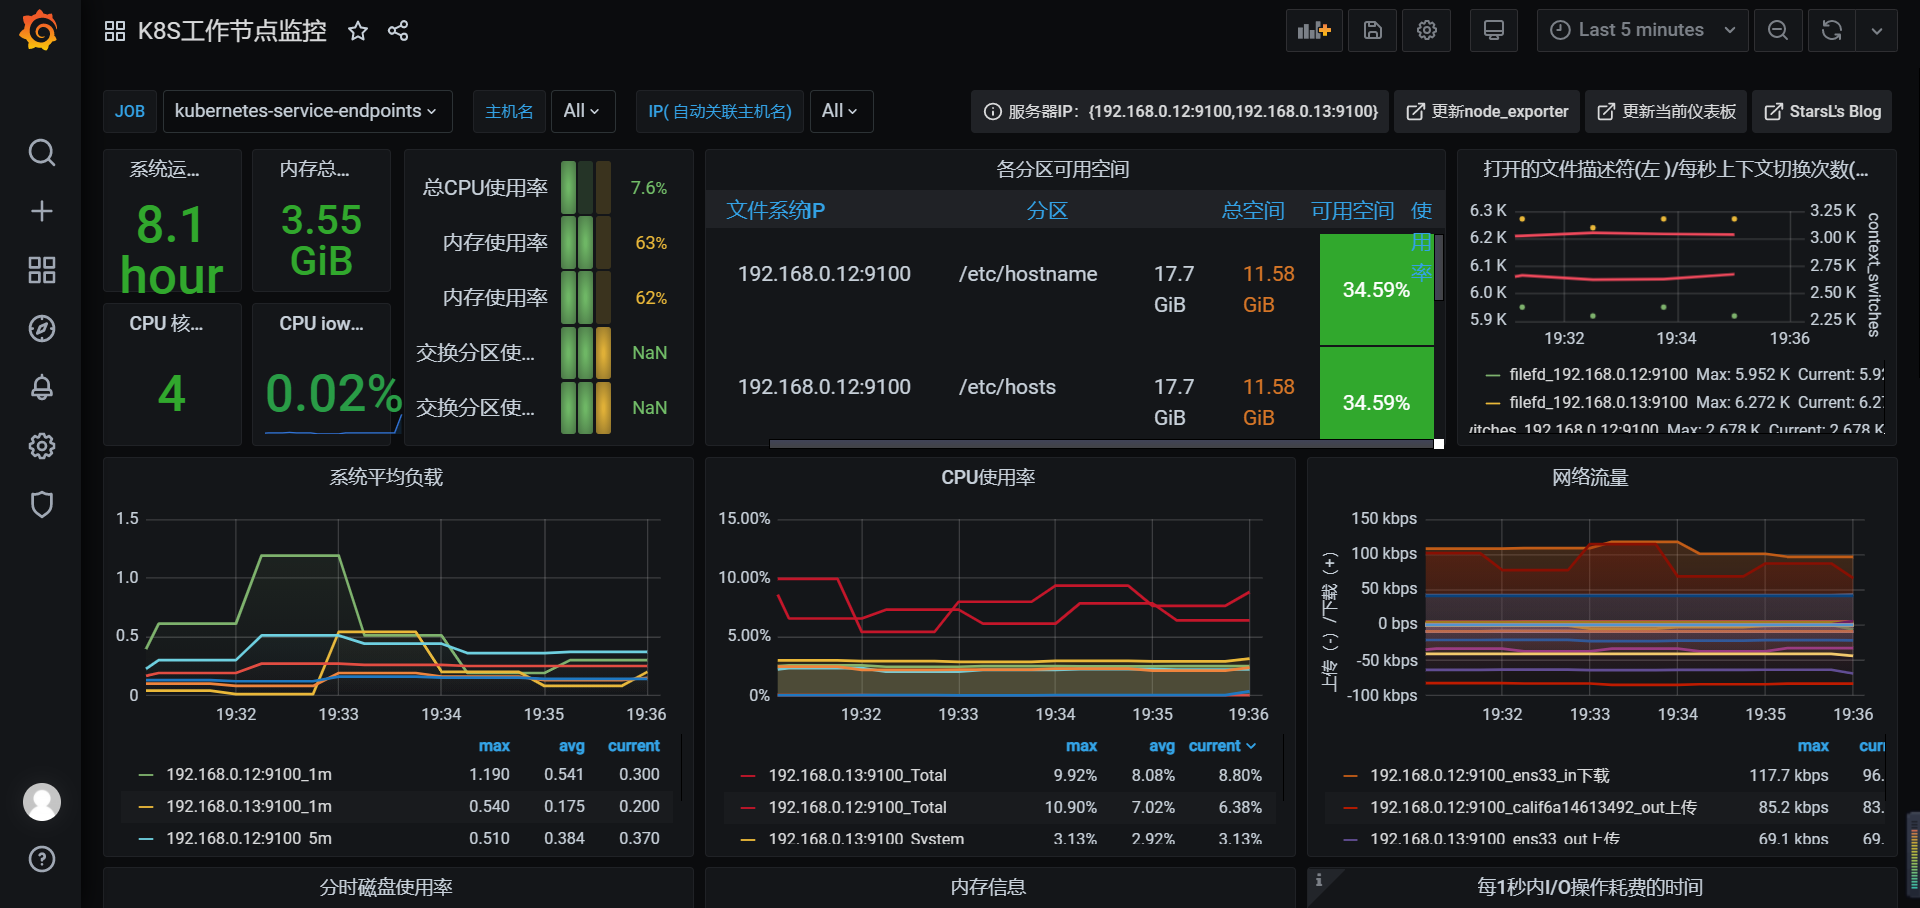 K8S工作节点监控
Last 5 minutes
JOB kubernetes-service-endpoints 主机名 All IP( 自动关联主机名) All
服务器IP：{192.168.0.12:9100,192.168.0.13:9100} 更新node_exporter 更新当前仪表板 StarsL's Blog
系统运...
8.1
hour
内存总...
3.55
GiB
CPU 核...
4
CPU iow...
0.02%
总CPU使用率 7.6%
内存使用率 63%
内存使用率 62%
交换分区使... NaN
交换分区使... NaN
各分区可用空间
文件系统IP 分区 总空间 可用空间 使用率
192.168.0.12:9100 /etc/hostname 17.7 GiB 11.58 GiB 34.59%
192.168.0.12:9100 /etc/hosts 17.7 GiB 11.58 GiB 34.59%
打开的文件描述符(左 )/每秒上下文切换次数(...
6.3 K
6.2 K
6.1 K
6.0 K
5.9 K
3.25 K
3.00 K
2.75 K
2.50 K
2.25 K
context_switches
19:32 19:34 19:36
filefd_192.168.0.12:9100 Max: 5.952 K Current: 5.92
filefd_192.168.0.13:9100 Max: 6.272 K Current: 6.27
vitches_192.168.0.12:9100 Max: 2.678 K Current: 2.678 K
系统平均负载
1.5
1.0
0.5
0
19:32 19:33 19:34 19:35 19:36
max avg current
192.168.0.12:9100_1m 1.190 0.541 0.300
192.168.0.13:9100_1m 0.540 0.175 0.200
192.168.0.12:9100_5m 0.510 0.384 0.370
CPU使用率
15.00%
10.00%
5.00%
0%
19:32 19:33 19:34 19:35 19:36
max avg current
192.168.0.13:9100_Total 9.92% 8.08% 8.80%
192.168.0.12:9100_Total 10.90% 7.02% 6.38%
192.168.0.13:9100_System 3.13% 2.92% 3.13%
网络流量
上传（-）/下载（+）
150 kbps
100 kbps
50 kbps
0 bps
-50 kbps
-100 kbps
19:32 19:33 19:34 19:35 19:36
max curr
192.168.0.12:9100_ens33_in下载 117.7 kbps 96.
192.168.0.12:9100_calif6a14613492_out上传 85.2 kbps 83.
192.168.0.13:9100_ens33_out上传 69.1 kbps 69.
分时磁盘使用率
内存信息
每1秒内I/O操作耗费的时间